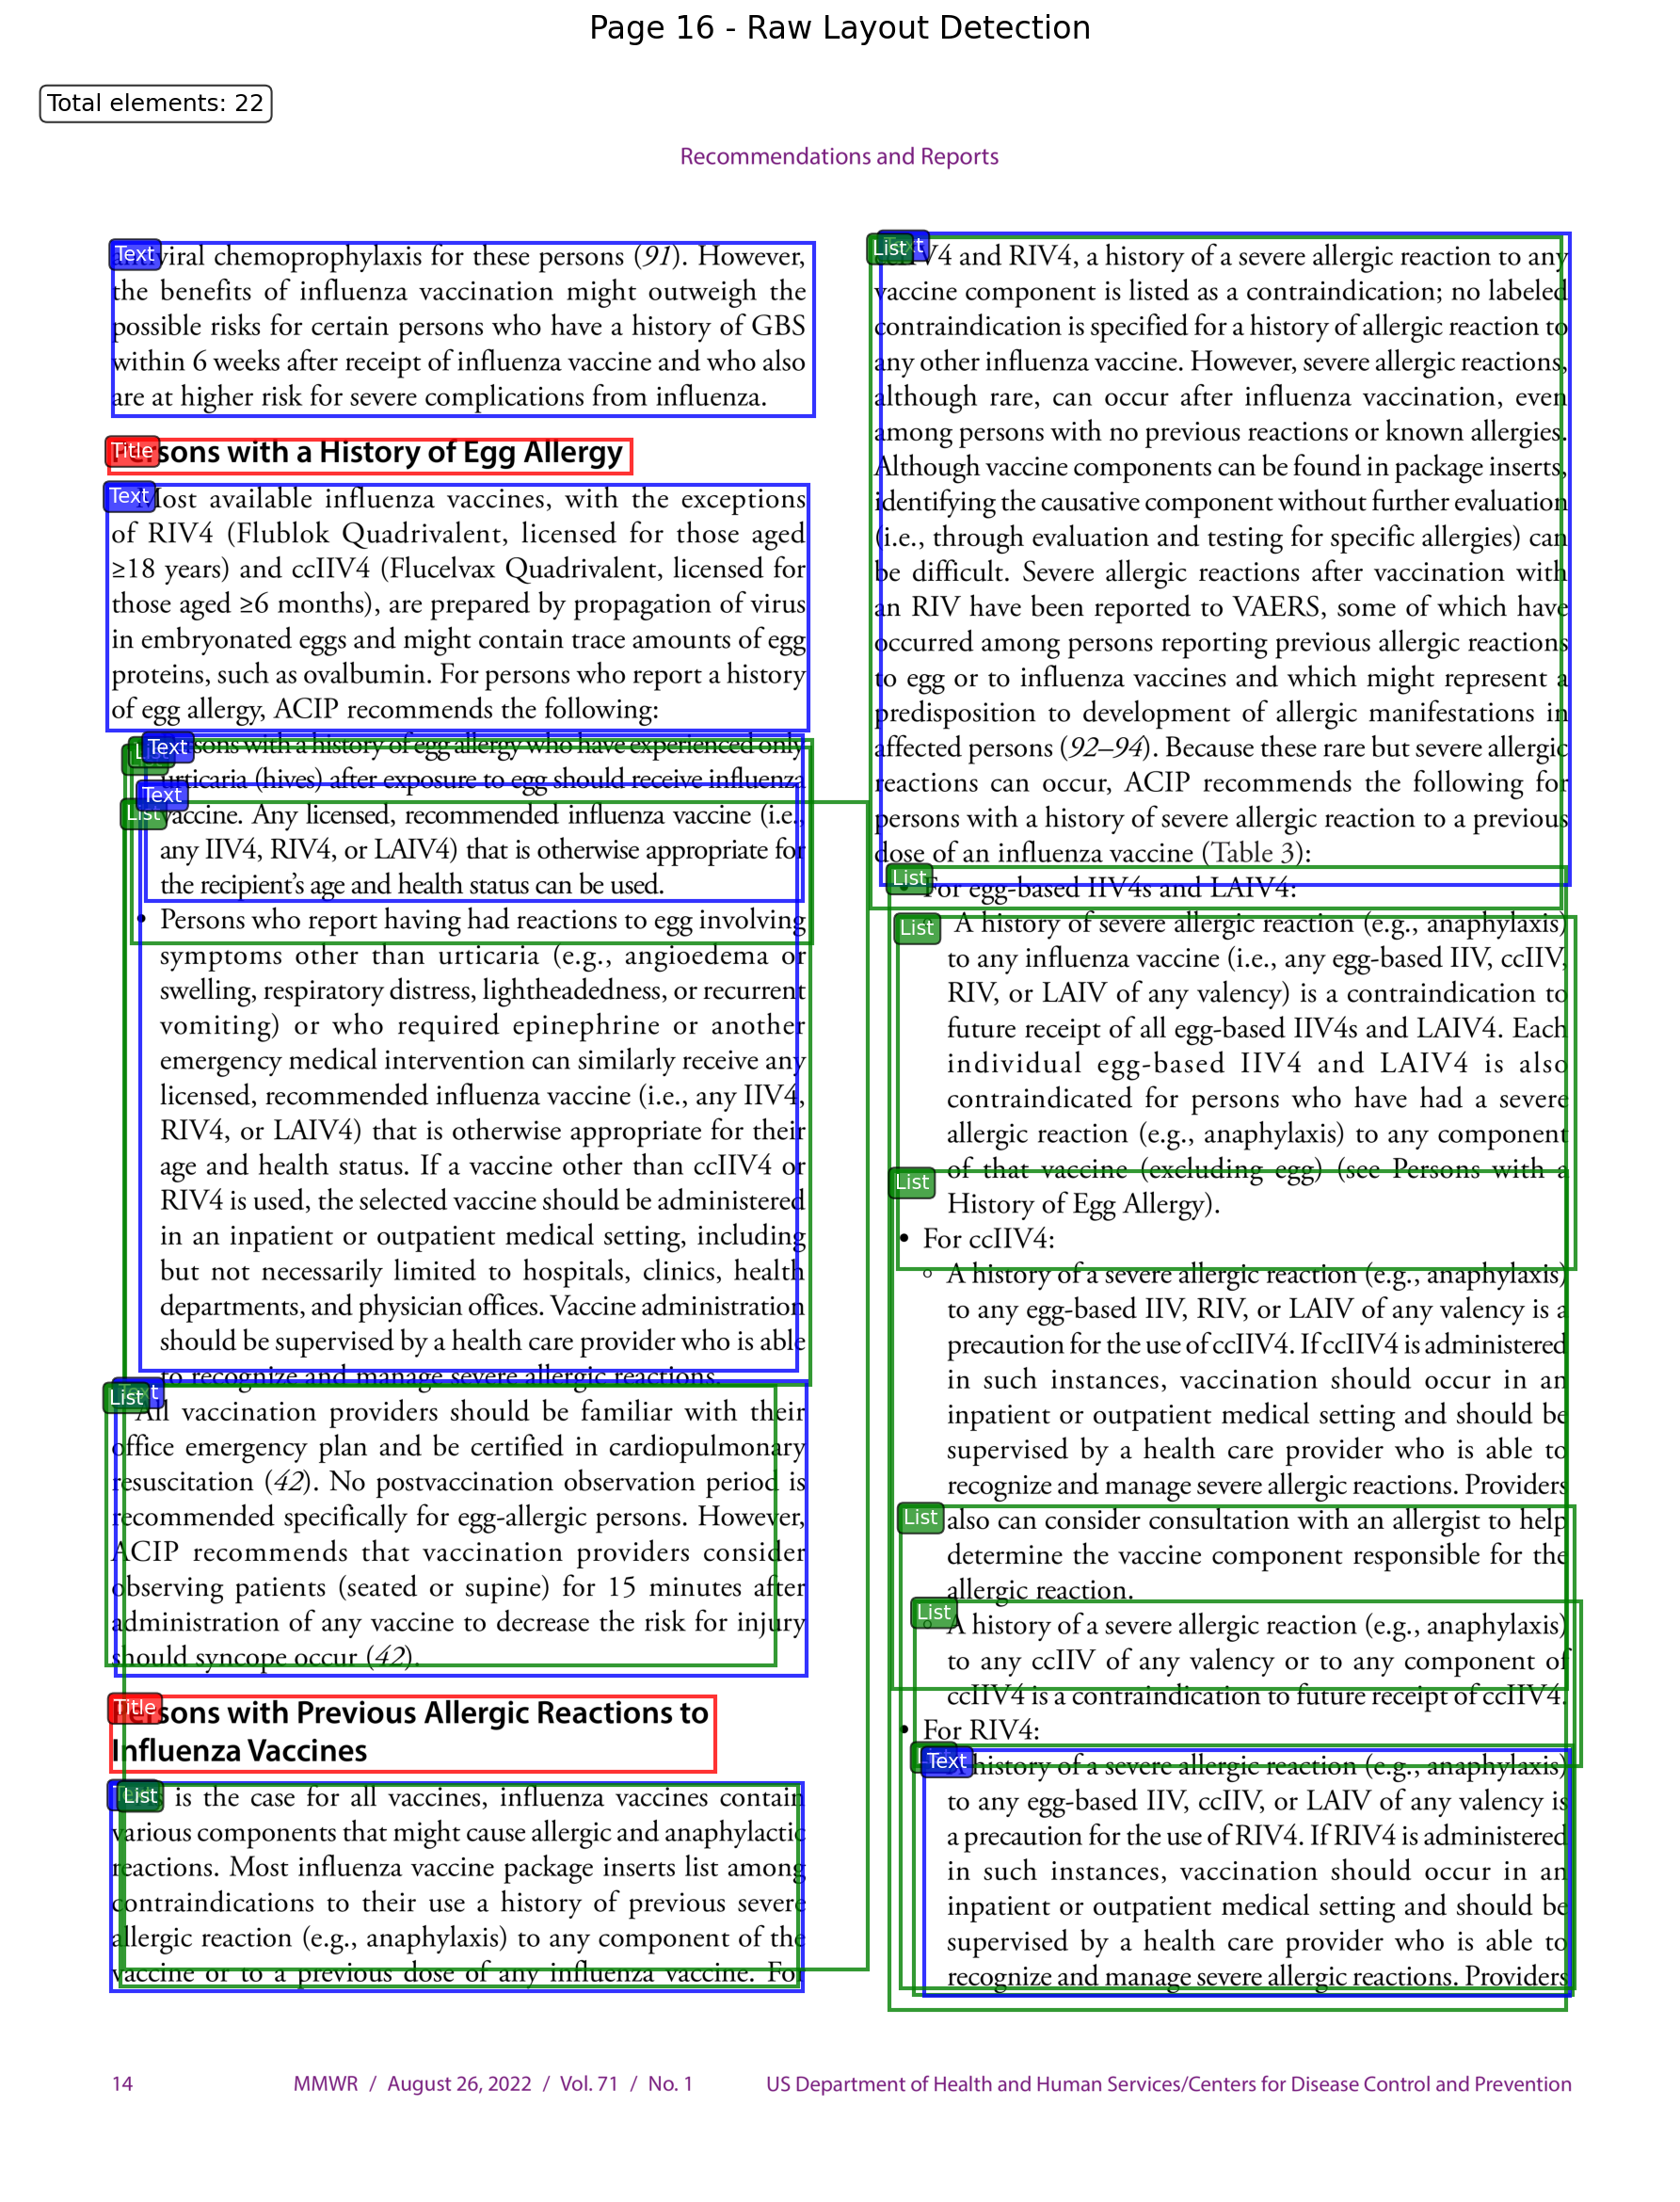 Page 16 - Raw Layout Detection
Total elements: 22
Recommendations and Reports
Text
antiviral chemoprophylaxis for these persons (91). However,
the benefits of influenza vaccination might outweigh the
possible risks for certain persons who have a history of GBS
within 6 weeks after receipt of influenza vaccine and who also
are at higher risk for severe complications from influenza.
Title
Persons with a History of Egg Allergy
Text
Most available influenza vaccines, with the exceptions
of RIV4 (Flublok Quadrivalent, licensed for those aged
≥18 years) and ccIIV4 (Flucelvax Quadrivalent, licensed for
those aged ≥6 months), are prepared by propagation of virus
in embryonated eggs and might contain trace amounts of egg
proteins, such as ovalbumin. For persons who report a history
of egg allergy, ACIP recommends the following:
Text
Persons with a history of egg allergy who have experienced only
urticaria (hives) after exposure to egg should receive influenza
Text
List
vaccine. Any licensed, recommended influenza vaccine (i.e.,
any IIV4, RIV4, or LAIV4) that is otherwise appropriate for
the recipient's age and health status can be used.
• Persons who report having had reactions to egg involving
symptoms other than urticaria (e.g., angioedema or
swelling, respiratory distress, lightheadedness, or recurrent
vomiting) or who required epinephrine or another
emergency medical intervention can similarly receive any
licensed, recommended influenza vaccine (i.e., any IIV4,
RIV4, or LAIV4) that is otherwise appropriate for their
age and health status. If a vaccine other than ccIIV4 or
RIV4 is used, the selected vaccine should be administered
in an inpatient or outpatient medical setting, including
but not necessarily limited to hospitals, clinics, health
departments, and physician offices. Vaccine administration
should be supervised by a health care provider who is able
to recognize and manage severe allergic reactions.
List
All vaccination providers should be familiar with their
office emergency plan and be certified in cardiopulmonary
resuscitation (42). No postvaccination observation period is
recommended specifically for egg-allergic persons. However,
ACIP recommends that vaccination providers consider
observing patients (seated or supine) for 15 minutes after
administration of any vaccine to decrease the risk for injury
should syncope occur (42).
Title
Persons with Previous Allergic Reactions to
Influenza Vaccines
List
is the case for all vaccines, influenza vaccines contain
various components that might cause allergic and anaphylactic
reactions. Most influenza vaccine package inserts list among
contraindications to their use a history of previous severe
allergic reaction (e.g., anaphylaxis) to any component of the
vaccine or to a previous dose of any influenza vaccine. For
List
and RIV4, a history of a severe allergic reaction to any
vaccine component is listed as a contraindication; no labeled
contraindication is specified for a history of allergic reaction to
any other influenza vaccine. However, severe allergic reactions,
although rare, can occur after influenza vaccination, even
among persons with no previous reactions or known allergies.
Although vaccine components can be found in package inserts,
identifying the causative component without further evaluation
(i.e., through evaluation and testing for specific allergies) can
be difficult. Severe allergic reactions after vaccination with
an RIV have been reported to VAERS, some of which have
occurred among persons reporting previous allergic reactions
to egg or to influenza vaccines and which might represent a
predisposition to development of allergic manifestations in
affected persons (92–94). Because these rare but severe allergic
reactions can occur, ACIP recommends the following for
persons with a history of severe allergic reaction to a previous
dose of an influenza vaccine (Table 3):
List
• For egg-based IIV4s and LAIV4:
List
A history of severe allergic reaction (e.g., anaphylaxis)
to any influenza vaccine (i.e., any egg-based IIV, ccIIV,
RIV, or LAIV of any valency) is a contraindication to
future receipt of all egg-based IIV4s and LAIV4. Each
individual egg-based IIV4 and LAIV4 is also
contraindicated for persons who have had a severe
allergic reaction (e.g., anaphylaxis) to any component
of that vaccine (excluding egg) (see Persons with a
List
History of Egg Allergy).
• For ccIIV4:
◦ A history of a severe allergic reaction (e.g., anaphylaxis)
to any egg-based IIV, RIV, or LAIV of any valency is a
precaution for the use of ccIIV4. If ccIIV4 is administered
in such instances, vaccination should occur in an
inpatient or outpatient medical setting and should be
supervised by a health care provider who is able to
recognize and manage severe allergic reactions. Providers
List
also can consider consultation with an allergist to help
determine the vaccine component responsible for the
allergic reaction.
List
◦ A history of a severe allergic reaction (e.g., anaphylaxis)
to any ccIIV of any valency or to any component of
ccIIV4 is a contraindication to future receipt of ccIIV4.
• For RIV4:
Text
A history of a severe allergic reaction (e.g., anaphylaxis)
to any egg-based IIV, ccIIV, or LAIV of any valency is
a precaution for the use of RIV4. If RIV4 is administered
in such instances, vaccination should occur in an
inpatient or outpatient medical setting and should be
supervised by a health care provider who is able to
recognize and manage severe allergic reactions. Providers
14 MMWR / August 26, 2022 / Vol. 71 / No. 1 US Department of Health and Human Services/Centers for Disease Control and Prevention